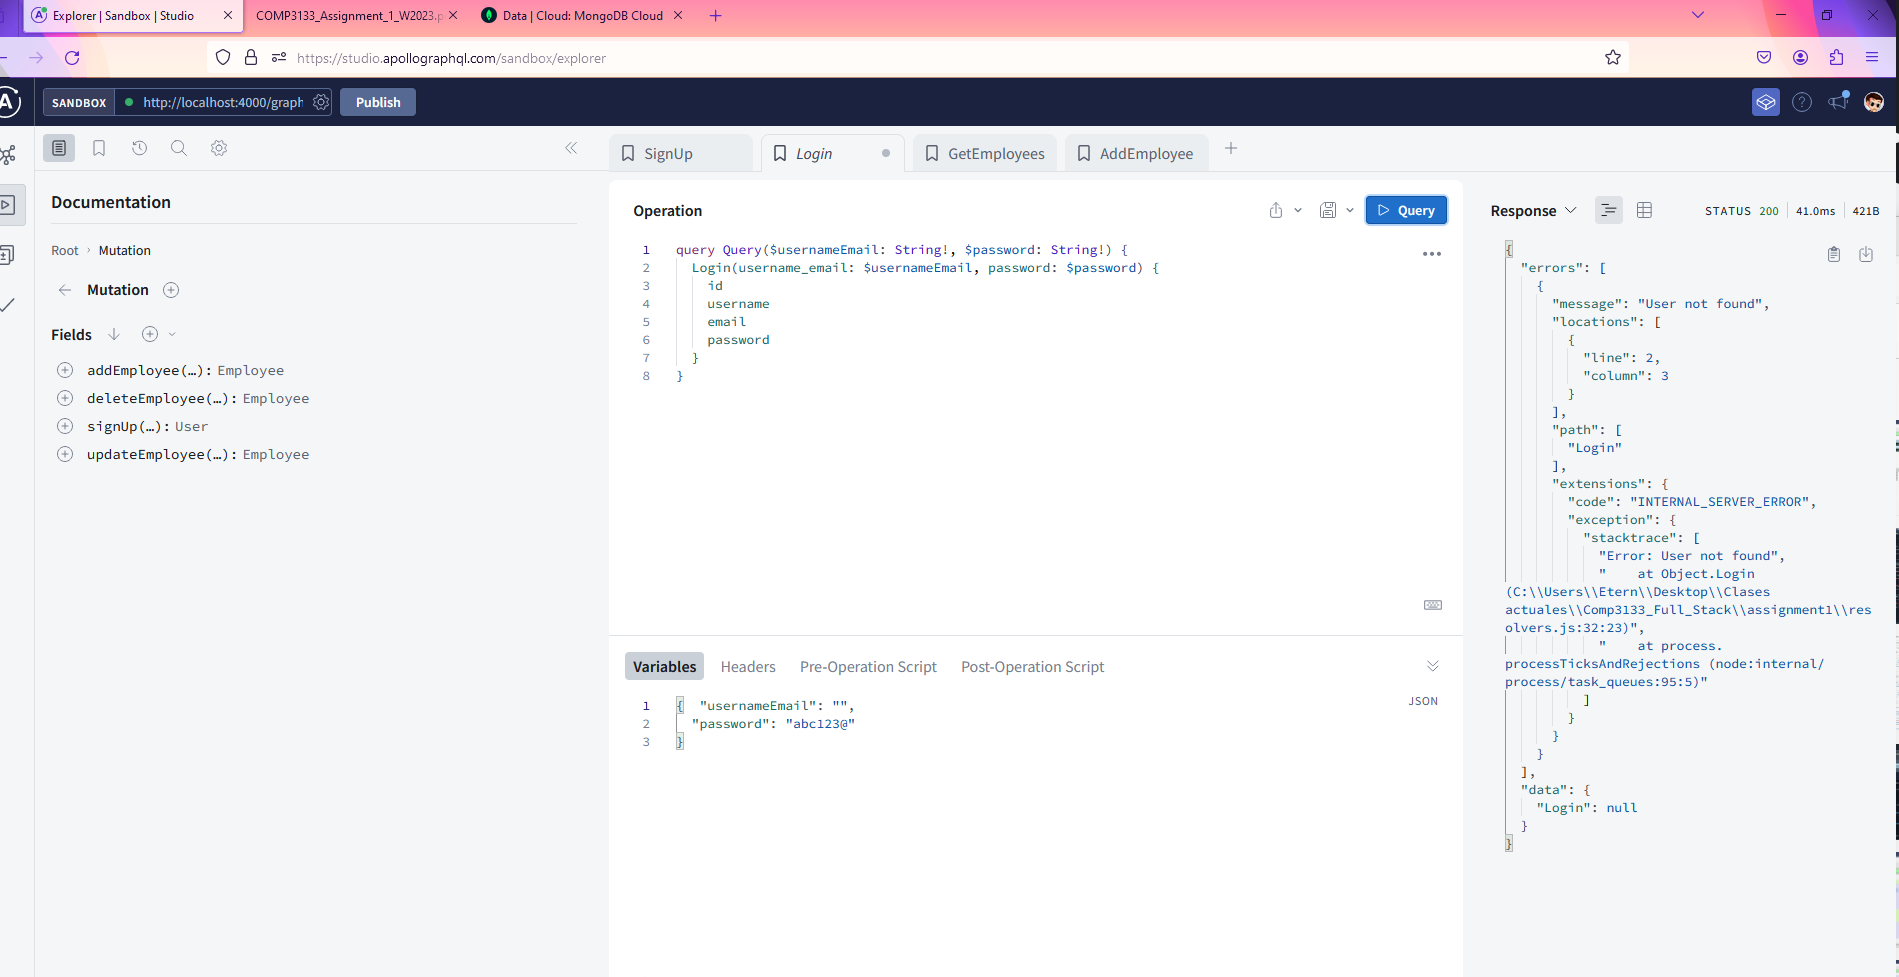 Explorer | Sandbox | Studio
COMP3133_Assignment_1_W2023.p
Data | Cloud: MongoDB Cloud
https://studio.apollographql.com/sandbox/explorer
SANDBOX
http://localhost:4000/graph
Publish
SignUp
Login
GetEmployees
AddEmployee
Documentation
Root › Mutation
Mutation
Fields
addEmployee(…): Employee
deleteEmployee(…): Employee
signUp(…): User
updateEmployee(…): Employee
Operation
Query
1 query Query($usernameEmail: String!, $password: String!) {
2 Login(username_email: $usernameEmail, password: $password) {
3 id
4 username
5 email
6 password
7 }
8 }
Variables Headers Pre-Operation Script Post-Operation Script
JSON
1 { "usernameEmail": "",
2 "password": "abc123@"
3 }
Response
STATUS 200 41.0ms 421B
{
"errors": [
{
"message": "User not found",
"locations": [
{
"line": 2,
"column": 3
}
],
"path": [
"Login"
],
"extensions": {
"code": "INTERNAL_SERVER_ERROR",
"exception": {
"stacktrace": [
"Error: User not found",
"    at Object.Login
(C:\\Users\\Etern\\Desktop\\Clases
actuales\\Comp3133_Full_Stack\\assignment1\\res
olvers.js:32:23)",
"    at process.
processTicksAndRejections (node:internal/
process/task_queues:95:5)"
]
}
}
}
],
"data": {
"Login": null
}
}